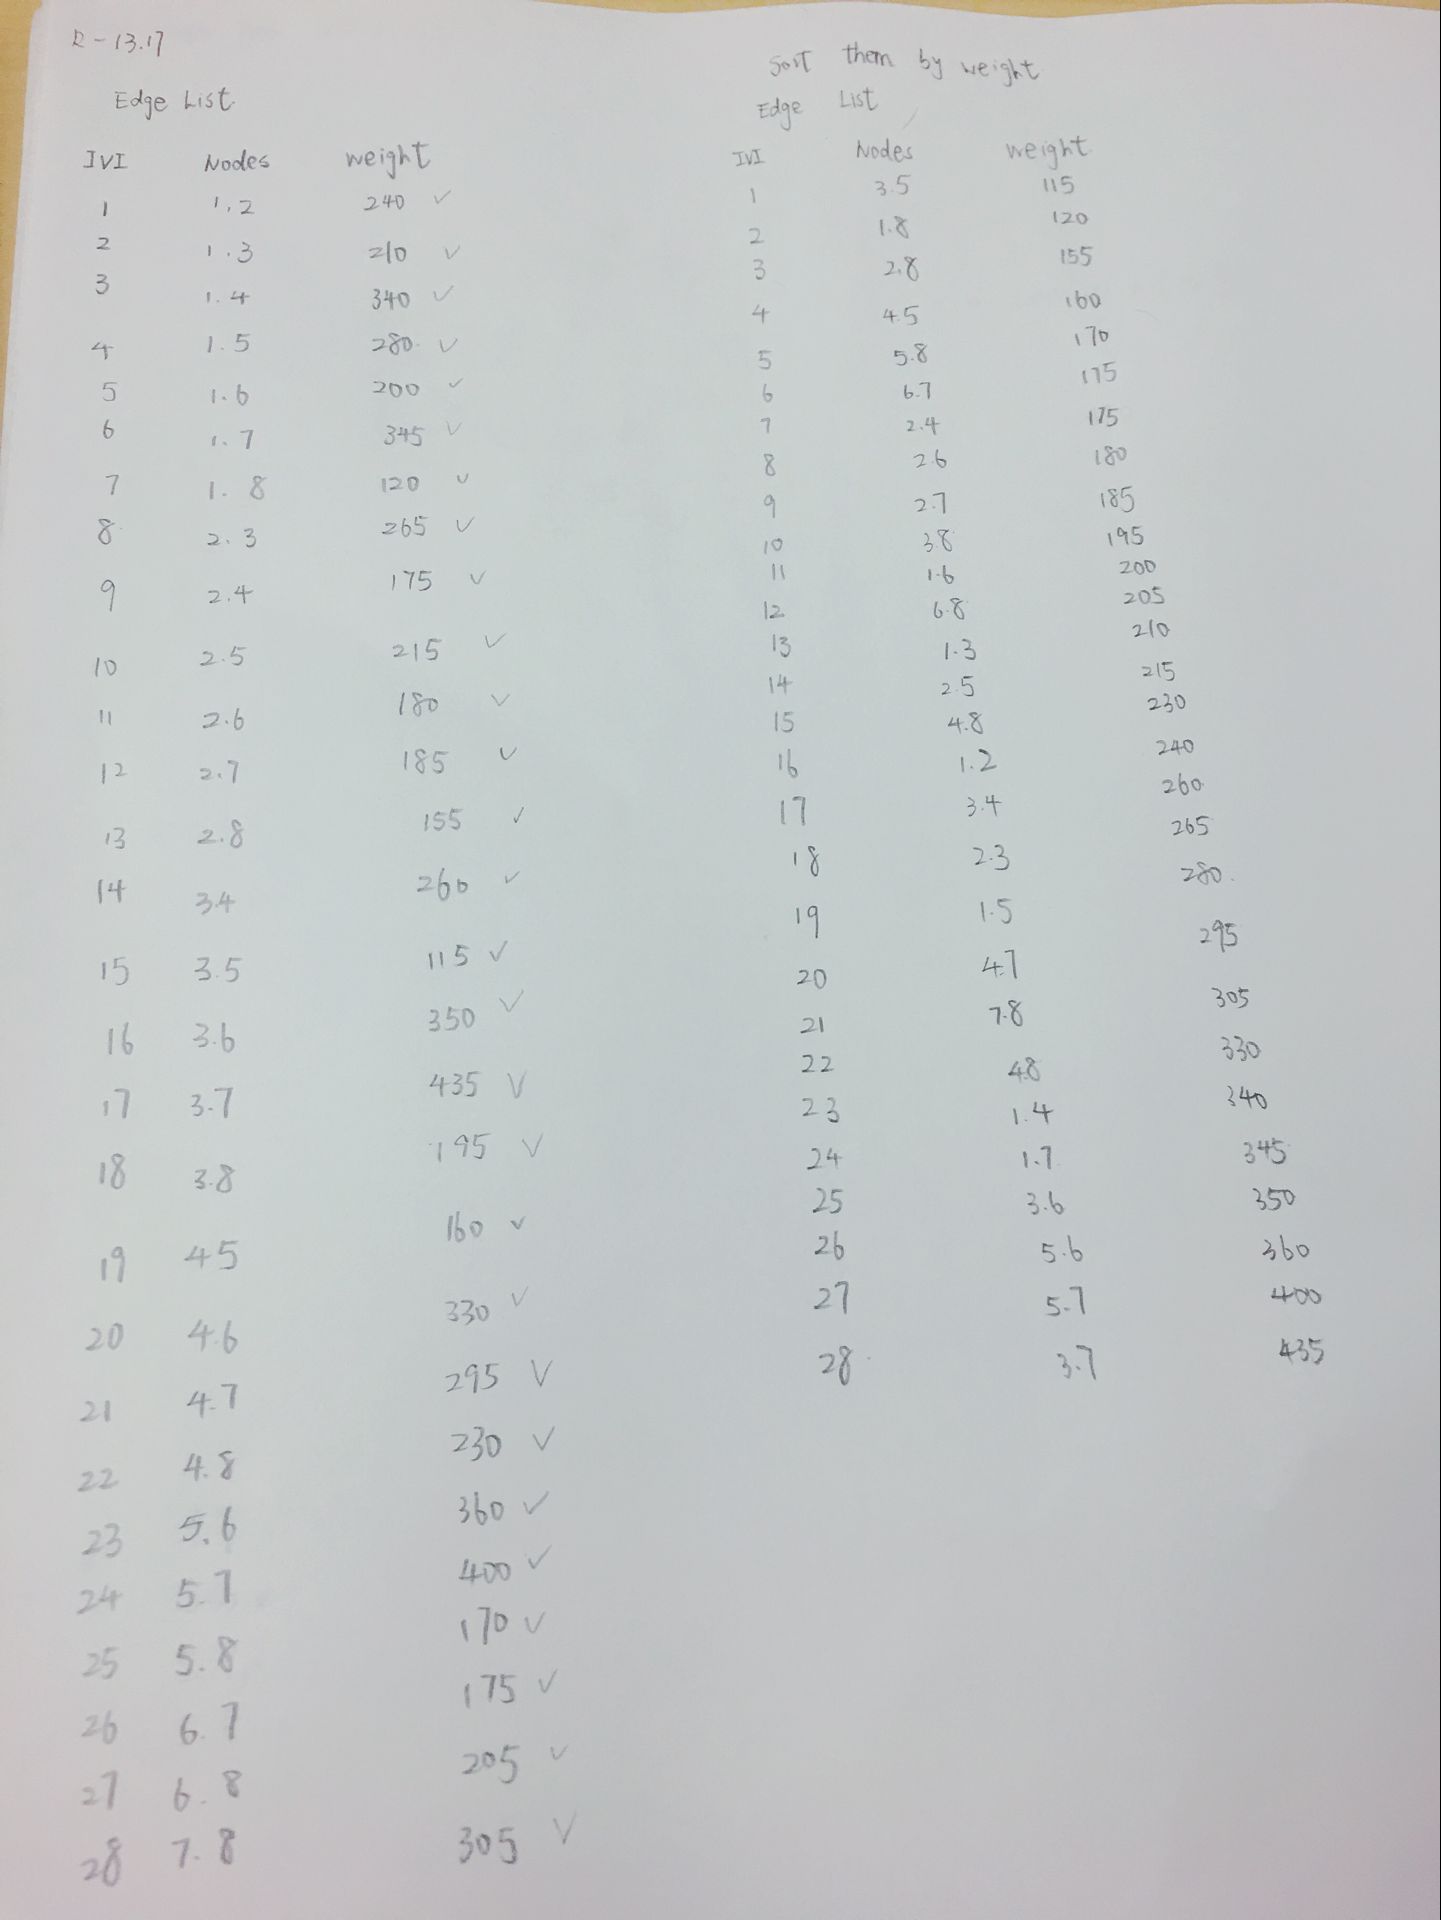 R-13.17
Edge List
|V| Nodes weight
1 1.2 240 ✓
2 1.3 210 ✓
3 1.4 340 ✓
4 1.5 280 ✓
5 1.6 200 ✓
6 1.7 345 ✓
7 1.8 120 ✓
8 2.3 265 ✓
9 2.4 175 ✓
10 2.5 215 ✓
11 2.6 180 ✓
12 2.7 185 ✓
13 2.8 155 ✓
14 3.4 260 ✓
15 3.5 115 ✓
16 3.6 350 ✓
17 3.7 435 ✓
18 3.8 195 ✓
19 4.5 160 ✓
20 4.6 330 ✓
21 4.7 295 ✓
22 4.8 230 ✓
23 5.6 360 ✓
24 5.7 400 ✓
25 5.8 170 ✓
26 6.7 175 ✓
27 6.8 205 ✓
28 7.8 305 ✓
Sort them by weight
Edge List
|V| Nodes weight
1 3.5 115
2 1.8 120
3 2.8 155
4 4.5 160
5 5.8 170
6 6.7 175
7 2.4 175
8 2.6 180
9 2.7 185
10 3.8 195
11 1.6 200
12 6.8 205
13 1.3 210
14 2.5 215
15 4.8 230
16 1.2 240
17 3.4 260
18 2.3 265
19 1.5 280
20 4.7 295
21 7.8 305
22 4.8 330
23 1.4 340
24 1.7 345
25 3.6 350
26 5.6 360
27 5.7 400
28 3.7 435